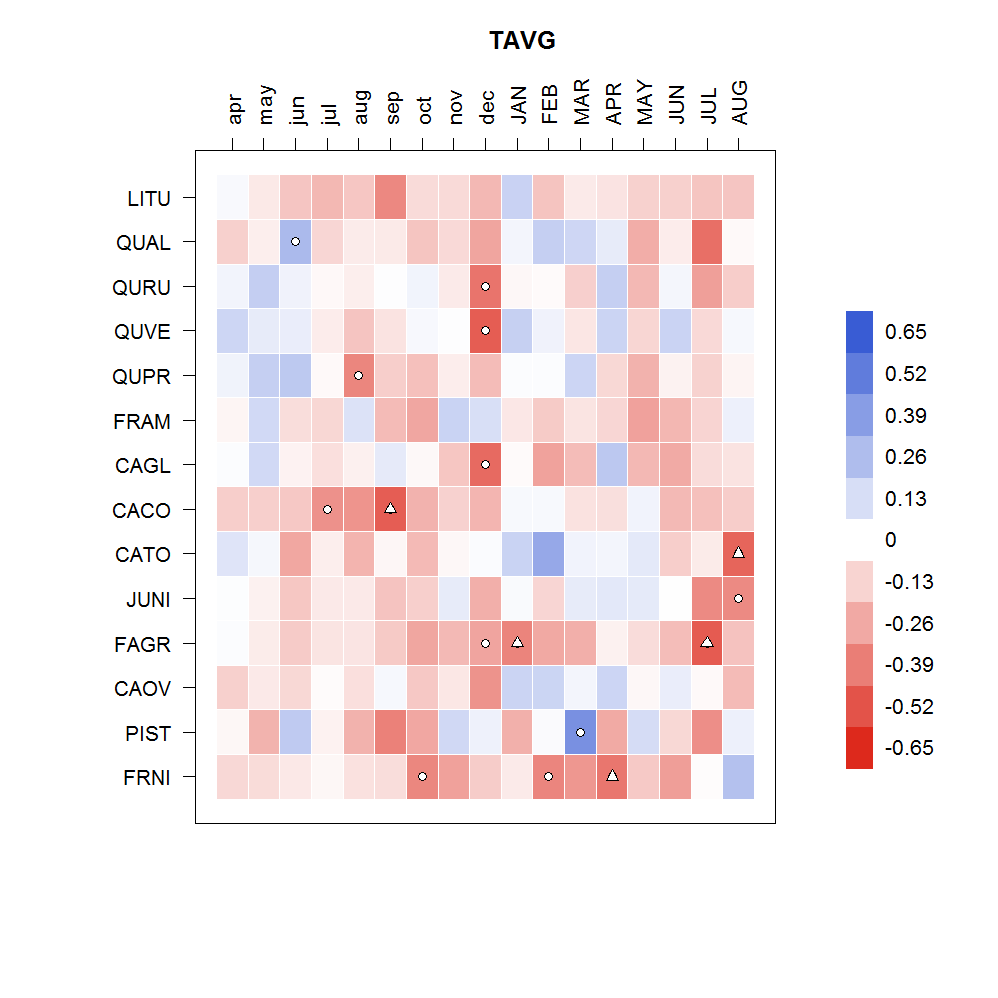 TAVG
apr may jun jul aug sep oct nov dec JAN FEB MAR APR MAY JUN JUL AUG
LITU
QUAL
QURU
QUVE
QUPR
FRAM
CAGL
CACO
CATO
JUNI
FAGR
CAOV
PIST
FRNI
0.65
0.52
0.39
0.26
0.13
0
-0.13
-0.26
-0.39
-0.52
-0.65